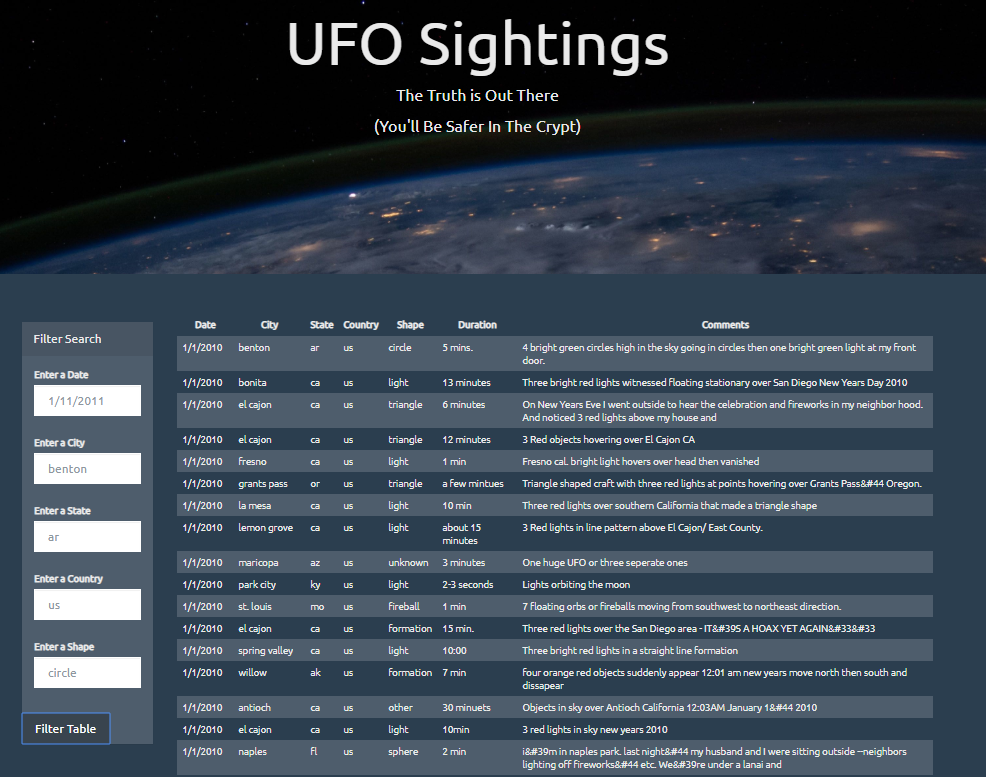 UFO Sightings
The Truth is Out There
(You'll Be Safer In The Crypt)
Filter Search
Enter a Date
1/11/2011
Enter a City
benton
Enter a State
ar
Enter a Country
us
Enter a Shape
circle
Filter Table
Date City State Country Shape Duration Comments
1/1/2010 benton ar us circle 5 mins. 4 bright green circles high in the sky going in circles then one bright green light at my front
door.
1/1/2010 bonita ca us light 13 minutes Three bright red lights witnessed floating stationary over San Diego New Years Day 2010
1/1/2010 el cajon ca us triangle 6 minutes On New Years Eve I went outside to hear the celebration and fireworks in my neighbor hood.
And noticed 3 red lights above my house and
1/1/2010 el cajon ca us triangle 12 minutes 3 Red objects hovering over El Cajon CA
1/1/2010 fresno ca us light 1 min Fresno cal. bright light hovers over head then vanished
1/1/2010 grants pass or us triangle a few mintues Triangle shaped craft with three red lights at points hovering over Grants Pass&#44 Oregon.
1/1/2010 la mesa ca us light 10 min Three red lights over southern California that made a triangle shape
1/1/2010 lemon grove ca us light about 15 3 Red lights in line pattern above El Cajon/ East County.
minutes
1/1/2010 maricopa az us unknown 3 minutes One huge UFO or three seperate ones
1/1/2010 park city ky us light 2-3 seconds Lights orbiting the moon
1/1/2010 st. louis mo us fireball 1 min 7 floating orbs or fireballs moving from southwest to northeast direction.
1/1/2010 el cajon ca us formation 15 min. Three red lights over the San Diego area - IT&#39S A HOAX YET AGAIN&#33&#33
1/1/2010 spring valley ca us light 10:00 Three bright red lights in a straight line formation
1/1/2010 willow ak us formation 7 min four orange red objects suddenly appear 12:01 am new years move north then south and
dissapear
1/1/2010 antioch ca us other 30 minuets Objects in sky over Antioch California 12:03AM January 1&#44 2010
1/1/2010 el cajon ca us light 10min 3 red lights in sky new years 2010
1/1/2010 naples fl us sphere 2 min i&#39m in naples park. last night&#44 my husband and I were sitting outside --neighbors
lighting off fireworks&#44 etc. We&#39re under a lanai and